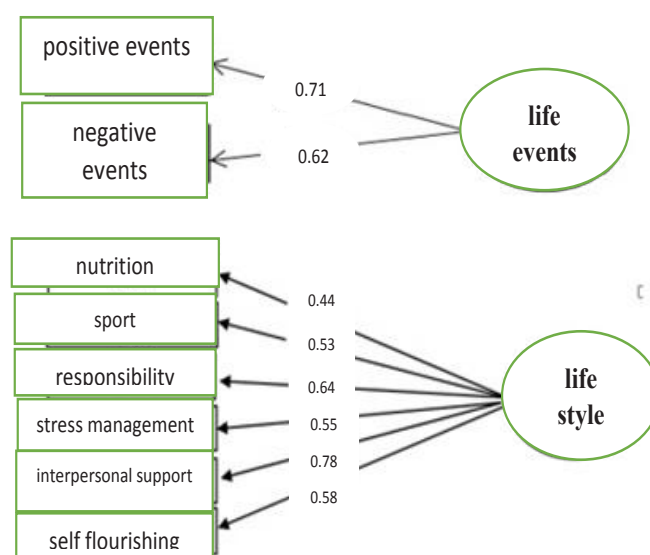 positive events
0.71
negative
events
0.62
life
events
nutrition
0.44
sport
0.53
responsibility
0.64
stress management
0.55
interpersonal support
0.78
self flourishing
0.58
life
style